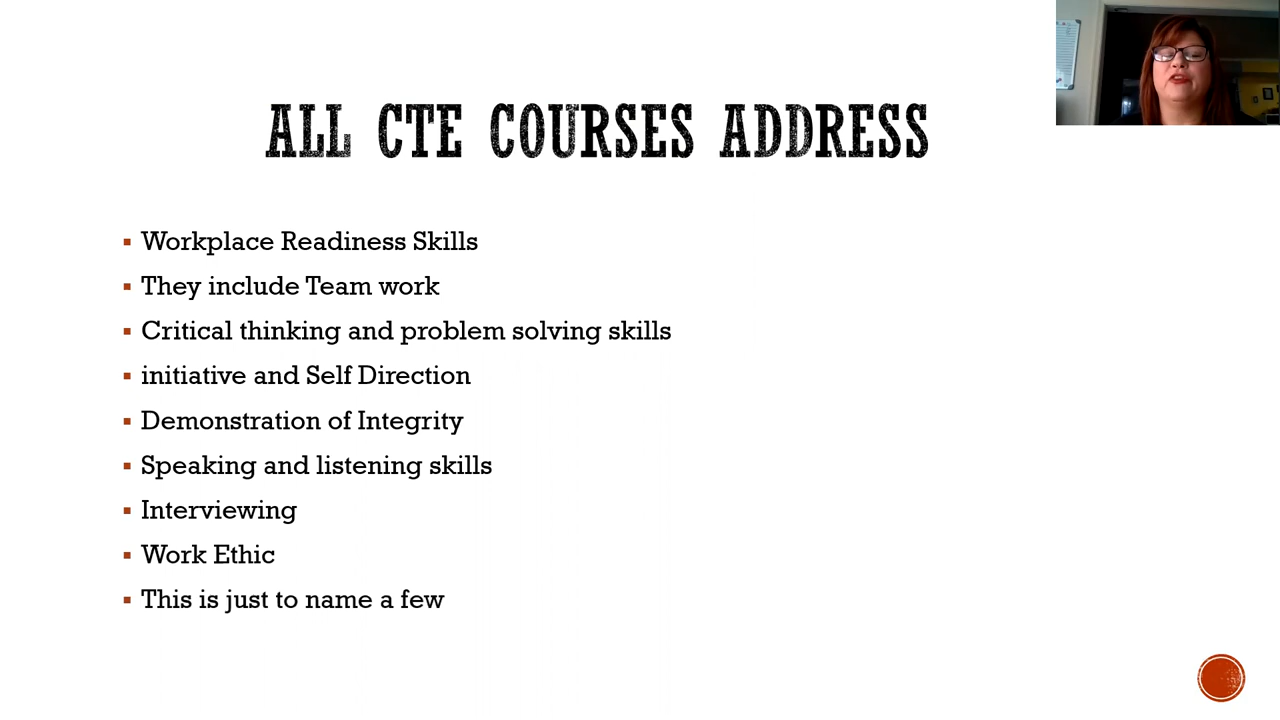 ALL CTE COURSES ADDRESS
Workplace Readiness Skills
They include Team work
Critical thinking and problem solving skills
initiative and Self Direction
Demonstration of Integrity
Speaking and listening skills
Interviewing
Work Ethic
This is just to name a few